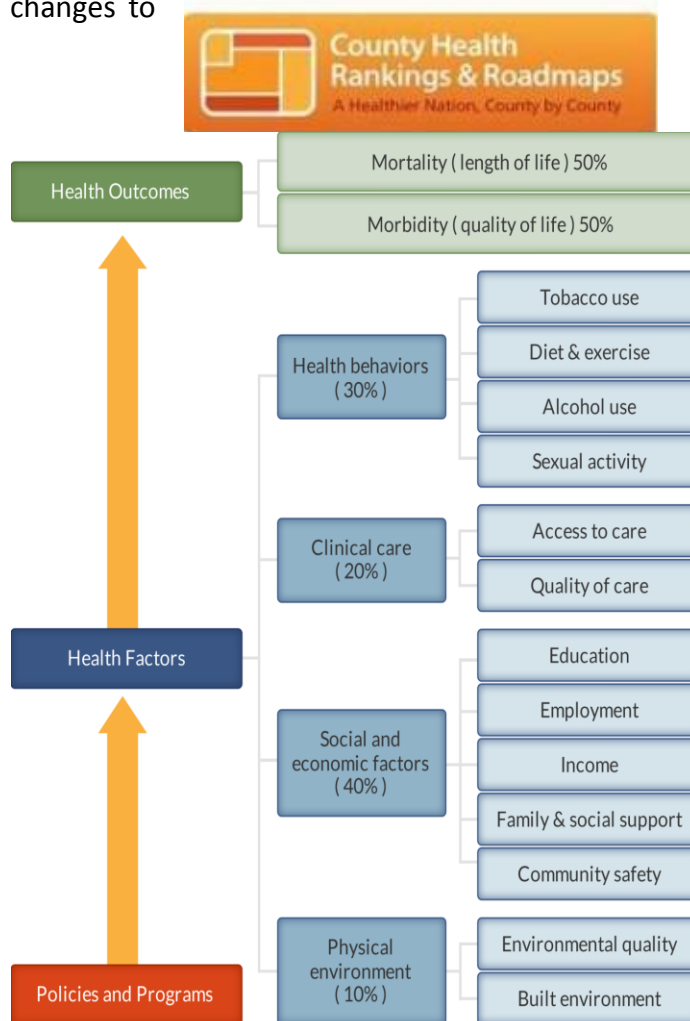 changes to
County Health
Rankings & Roadmaps
A Healthier Nation, County by County
Health Outcomes
Mortality ( length of life ) 50%
Morbidity ( quality of life ) 50%
Health behaviors
( 30% )
Tobacco use
Diet & exercise
Alcohol use
Sexual activity
Clinical care
( 20% )
Access to care
Quality of care
Health Factors
Social and
economic factors
( 40% )
Education
Employment
Income
Family & social support
Community safety
Physical
environment
( 10% )
Environmental quality
Built environment
Policies and Programs